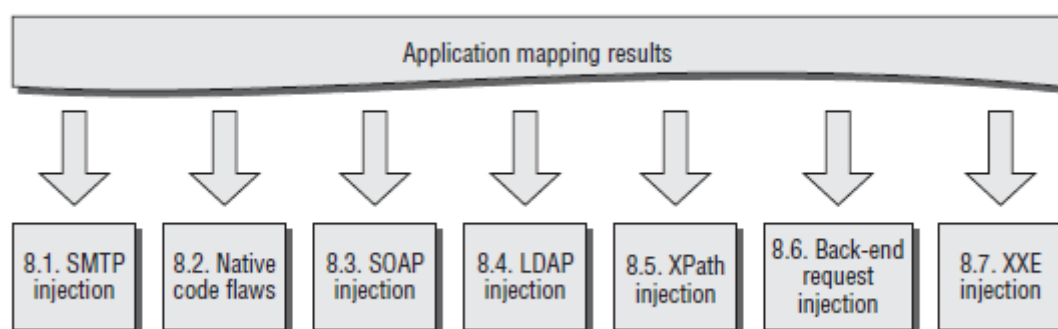 Application mapping results
8.1. SMTP
injection
8.2. Native
code flaws
8.3. SOAP
injection
8.4. LDAP
injection
8.5. XPath
injection
8.6. Back-end
request
injection
8.7. XXE
injection